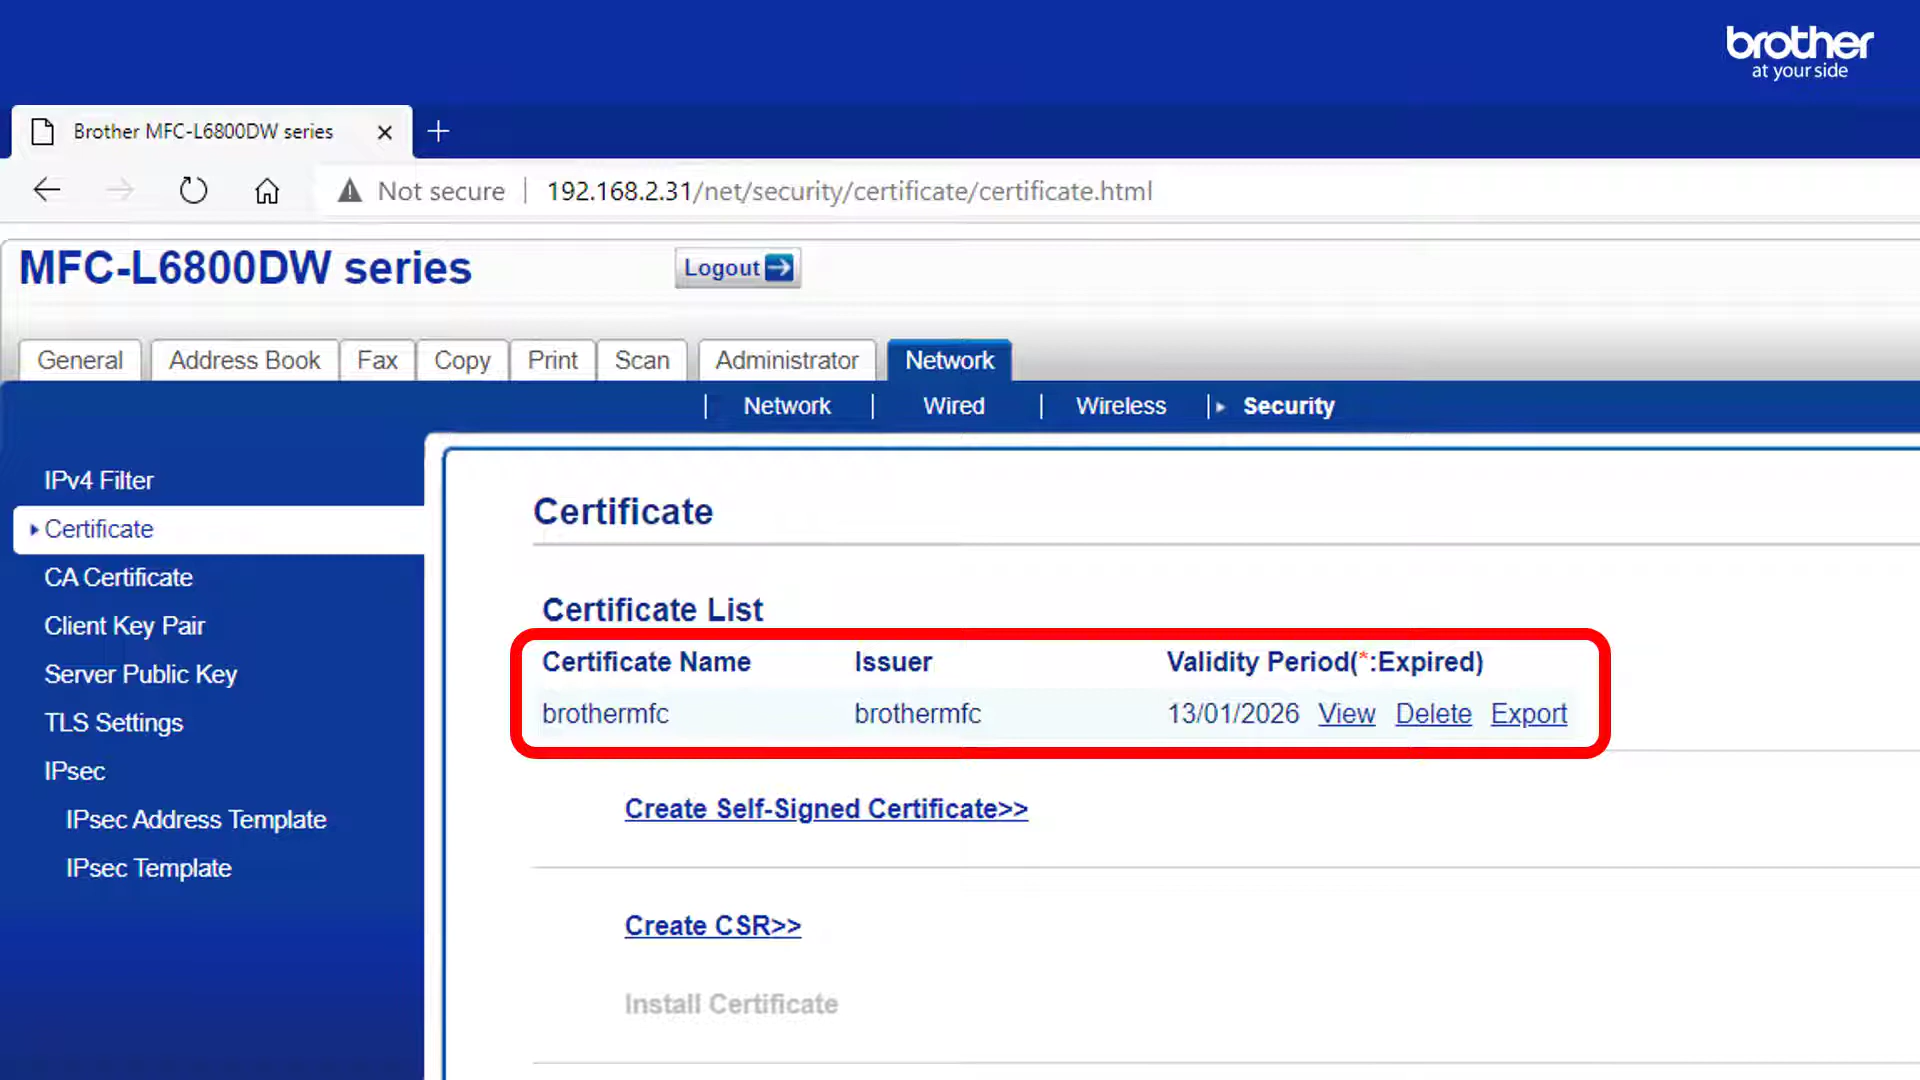 brother
at your side
Brother MFC-L6800DW series
Not secure | 192.168.2.31/net/security/certificate/certificate.html
MFC-L6800DW series
Logout
General Address Book Fax Copy Print Scan Administrator Network
| Network | Wired | Wireless | Security
IPv4 Filter
Certificate
CA Certificate
Client Key Pair
Server Public Key
TLS Settings
IPsec
IPsec Address Template
IPsec Template
Certificate
Certificate List
Certificate Name Issuer Validity Period(*:Expired)
brothermfc brothermfc 13/01/2026 View Delete Export
Create Self-Signed Certificate>>
Create CSR>>
Install Certificate